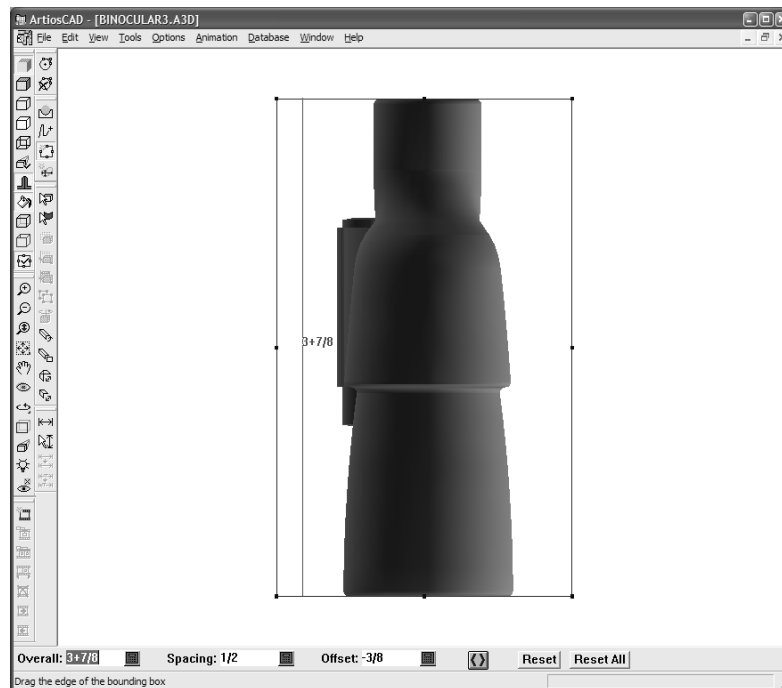 ArtiosCAD - [BINOCULAR3.A3D]
File Edit View Tools Options Animation Database Window Help
3+7/8
Overall: 3+7/8 Spacing: 1/2 Offset: -3/8 Reset Reset All
Drag the edge of the bounding box